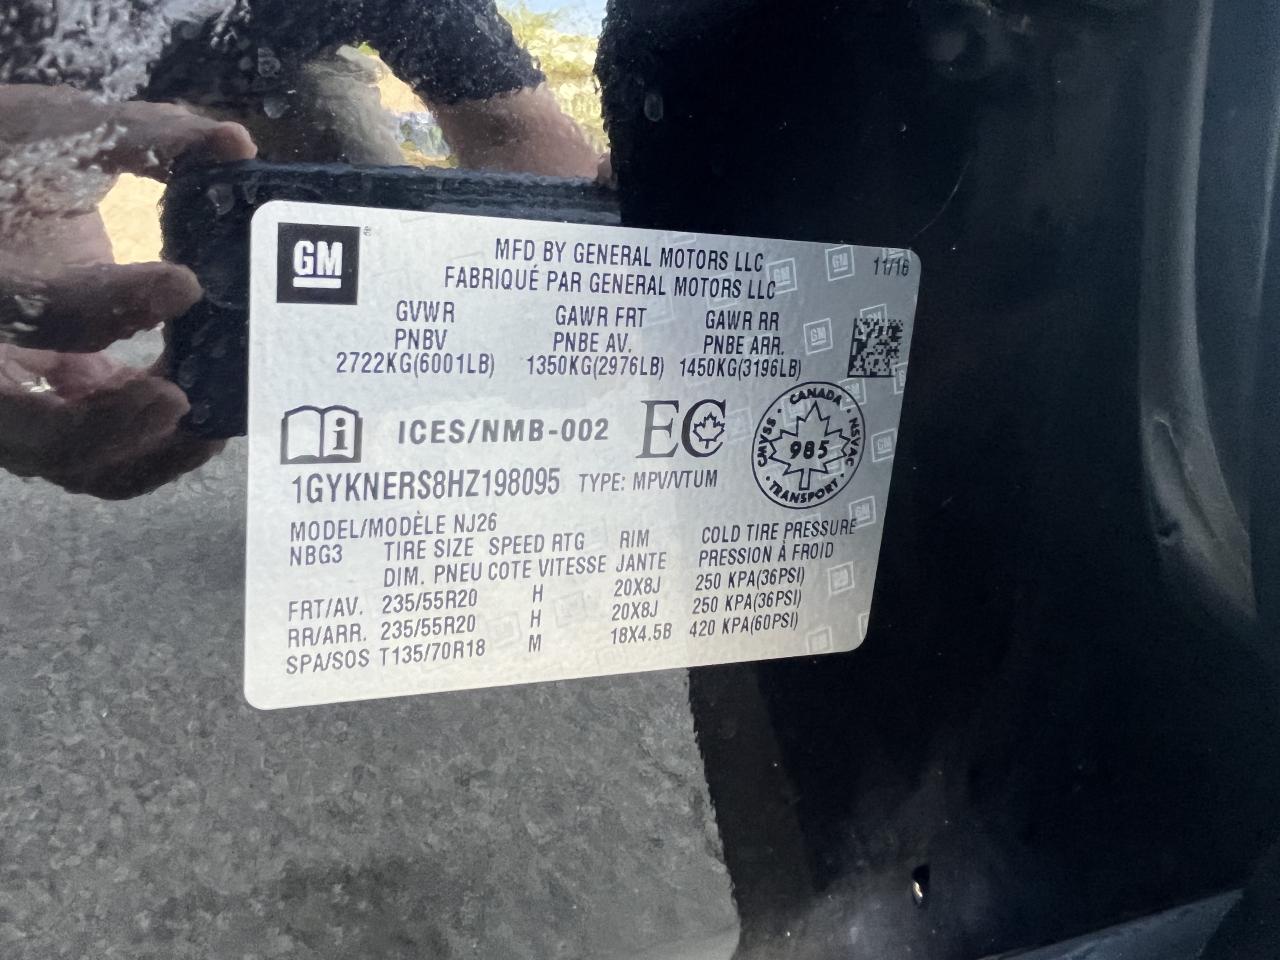 GM
MFD BY GENERAL MOTORS LLC
FABRIQUÉ PAR GENERAL MOTORS LLC
11/16
GVWR GAWR FRT GAWR RR
PNBV PNBE AV. PNBE ARR.
2722KG(6001LB) 1350KG(2976LB) 1450KG(3196LB)
i ICES/NMB-002 EC
CANADA
CMVSS · NSVAC
985
TRANSPORT
1GYKNERS8HZ198095 TYPE: MPV/VTUM
MODEL/MODÈLE NJ26
NBG3 TIRE SIZE SPEED RTG RIM COLD TIRE PRESSURE
DIM. PNEU COTE VITESSE JANTE PRESSION À FROID
FRT/AV. 235/55R20 H 20X8J 250 KPA(36PSI)
RR/ARR. 235/55R20 H 20X8J 250 KPA(36PSI)
SPA/SOS T135/70R18 M 18X4.5B 420 KPA(60PSI)